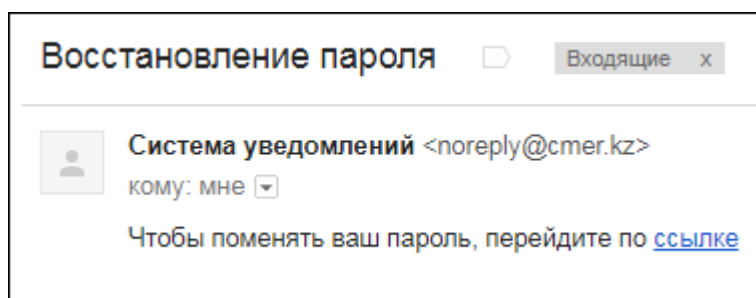 Восстановление пароля Входящие x
Система уведомлений <noreply@cmer.kz>
кому: мне
Чтобы поменять ваш пароль, перейдите по ссылке